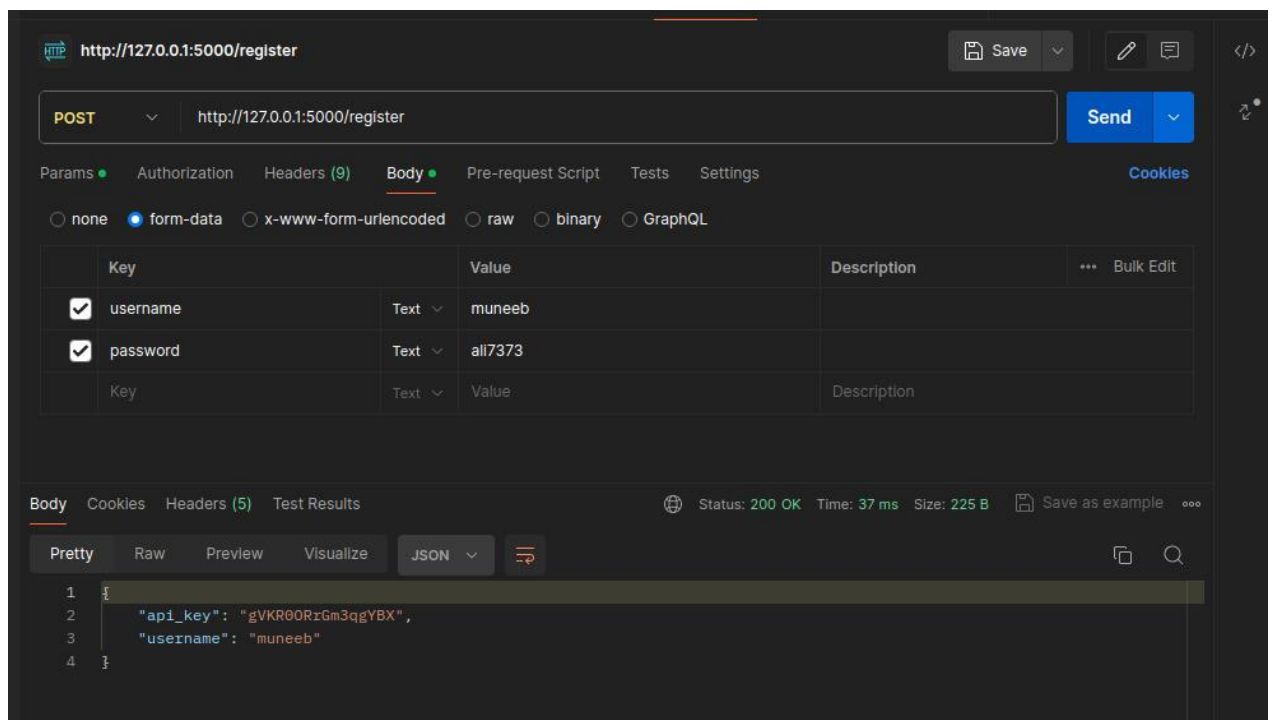 HTTP http://127.0.0.1:5000/register Save
POST http://127.0.0.1:5000/register Send
Params Authorization Headers (9) Body Pre-request Script Tests Settings Cookies
none form-data x-www-form-urlencoded raw binary GraphQL
Key Value Description Bulk Edit
username Text muneeb
password Text ali7373
Key Text Value Description
Body Cookies Headers (5) Test Results Status: 200 OK Time: 37 ms Size: 225 B Save as example
Pretty Raw Preview Visualize JSON
1 {
2 "api_key": "gVKR0ORrGm3qgYBX",
3 "username": "muneeb"
4 }